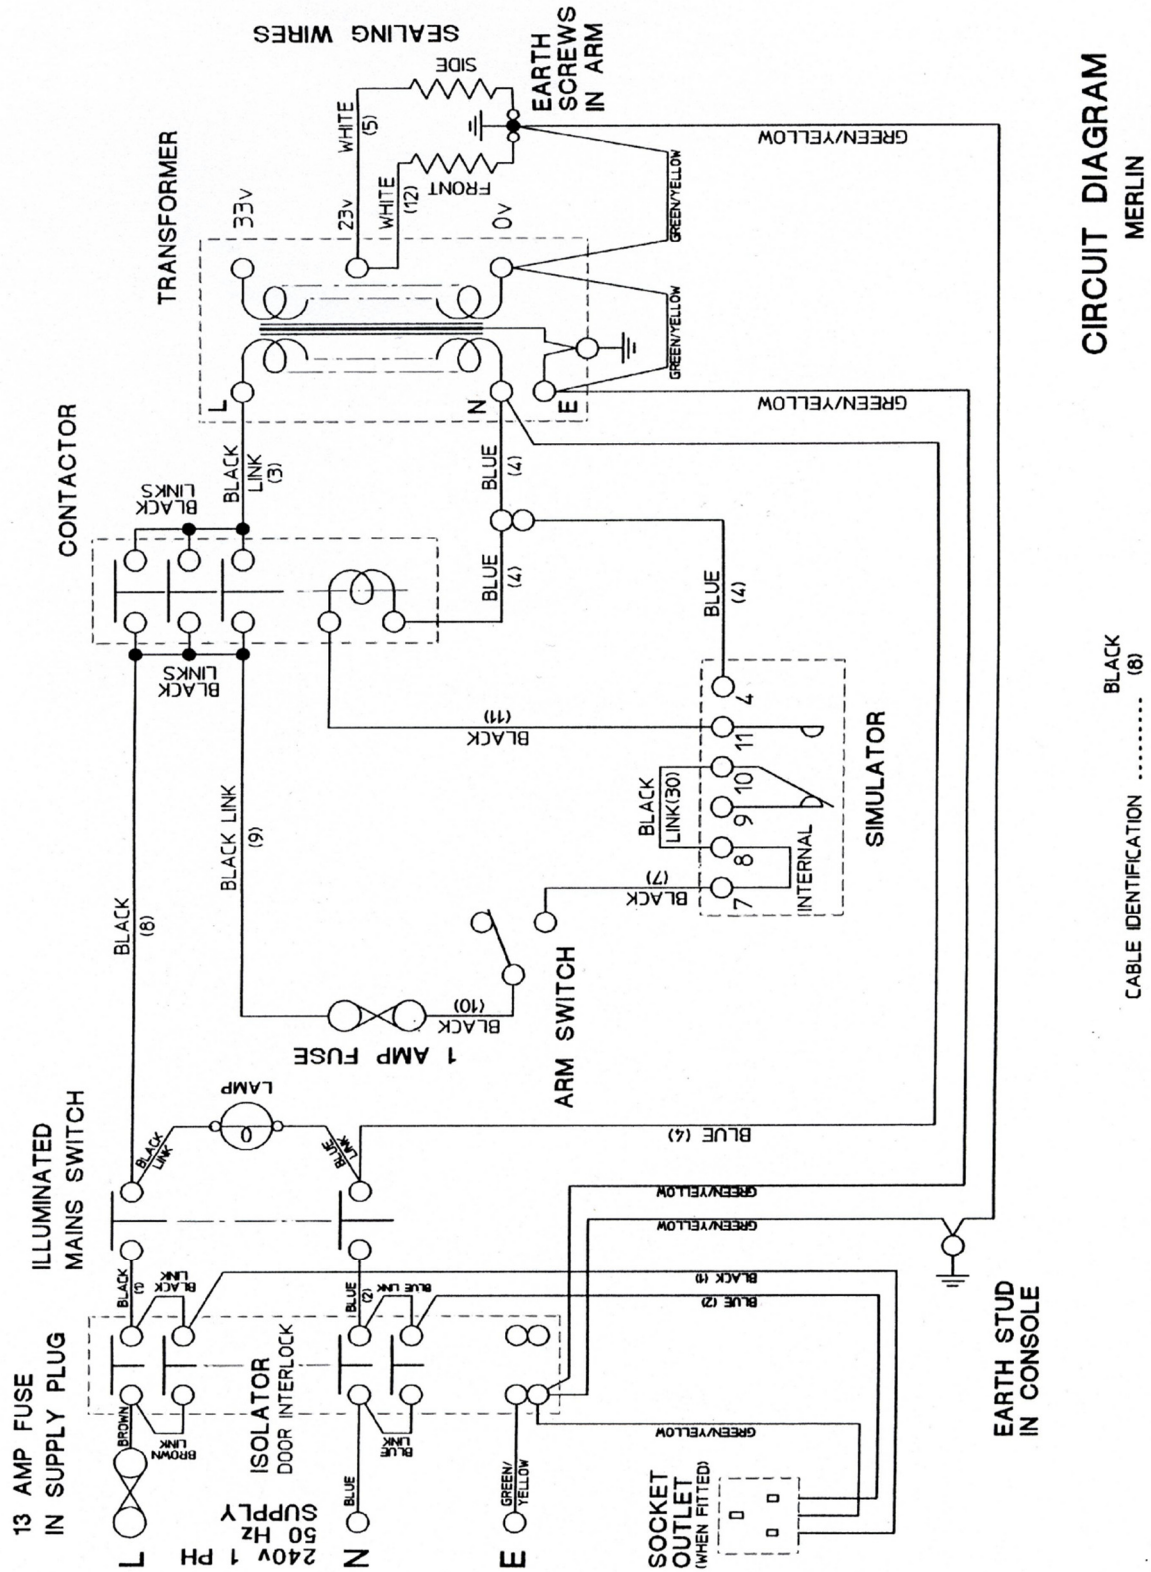 SEALING WIRES
SIDE
EARTH
SCREWS
IN ARM
WHITE
(5)
TRANSFORMER
33v
23v
WHITE
(12)
FRONT
0v
GREEN/YELLOW
GREEN/YELLOW
GREEN/YELLOW
CIRCUIT DIAGRAM
MERLIN
L
N
E
GREEN/YELLOW
CONTACTOR
BLACK
LINKS
BLACK
LINK
(3)
BLUE
(4)
BLUE
(4)
BLUE
(4)
BLACK
LINKS
BLACK
(11)
4
11
10
9
8
7
BLACK
LINK(30)
INTERNAL
SIMULATOR
BLACK
(7)
BLACK LINK
(9)
BLACK
(8)
BLACK
(10)
1 AMP FUSE
ARM SWITCH
CABLE IDENTIFICATION ........ BLACK
(8)
ILLUMINATED
MAINS SWITCH
LAMP
BLACK
LINK
BLUE
LINK
BLUE (4)
GREEN/YELLOW
GREEN/YELLOW
BLACK
(1)
BLACK
LINK
BLUE
(2)
BLUE LINK
BLACK (1)
BLUE (2)
EARTH STUD
IN CONSOLE
13 AMP FUSE
IN SUPPLY PLUG
BROWN
BROWN
LINK
ISOLATOR
DOOR INTERLOCK
BLUE
LINK
BLUE
GREEN/
YELLOW
GREEN/YELLOW
240v 1 PH
50 Hz
SUPPLY
L
N
E
SOCKET
OUTLET
(WHEN FITTED)